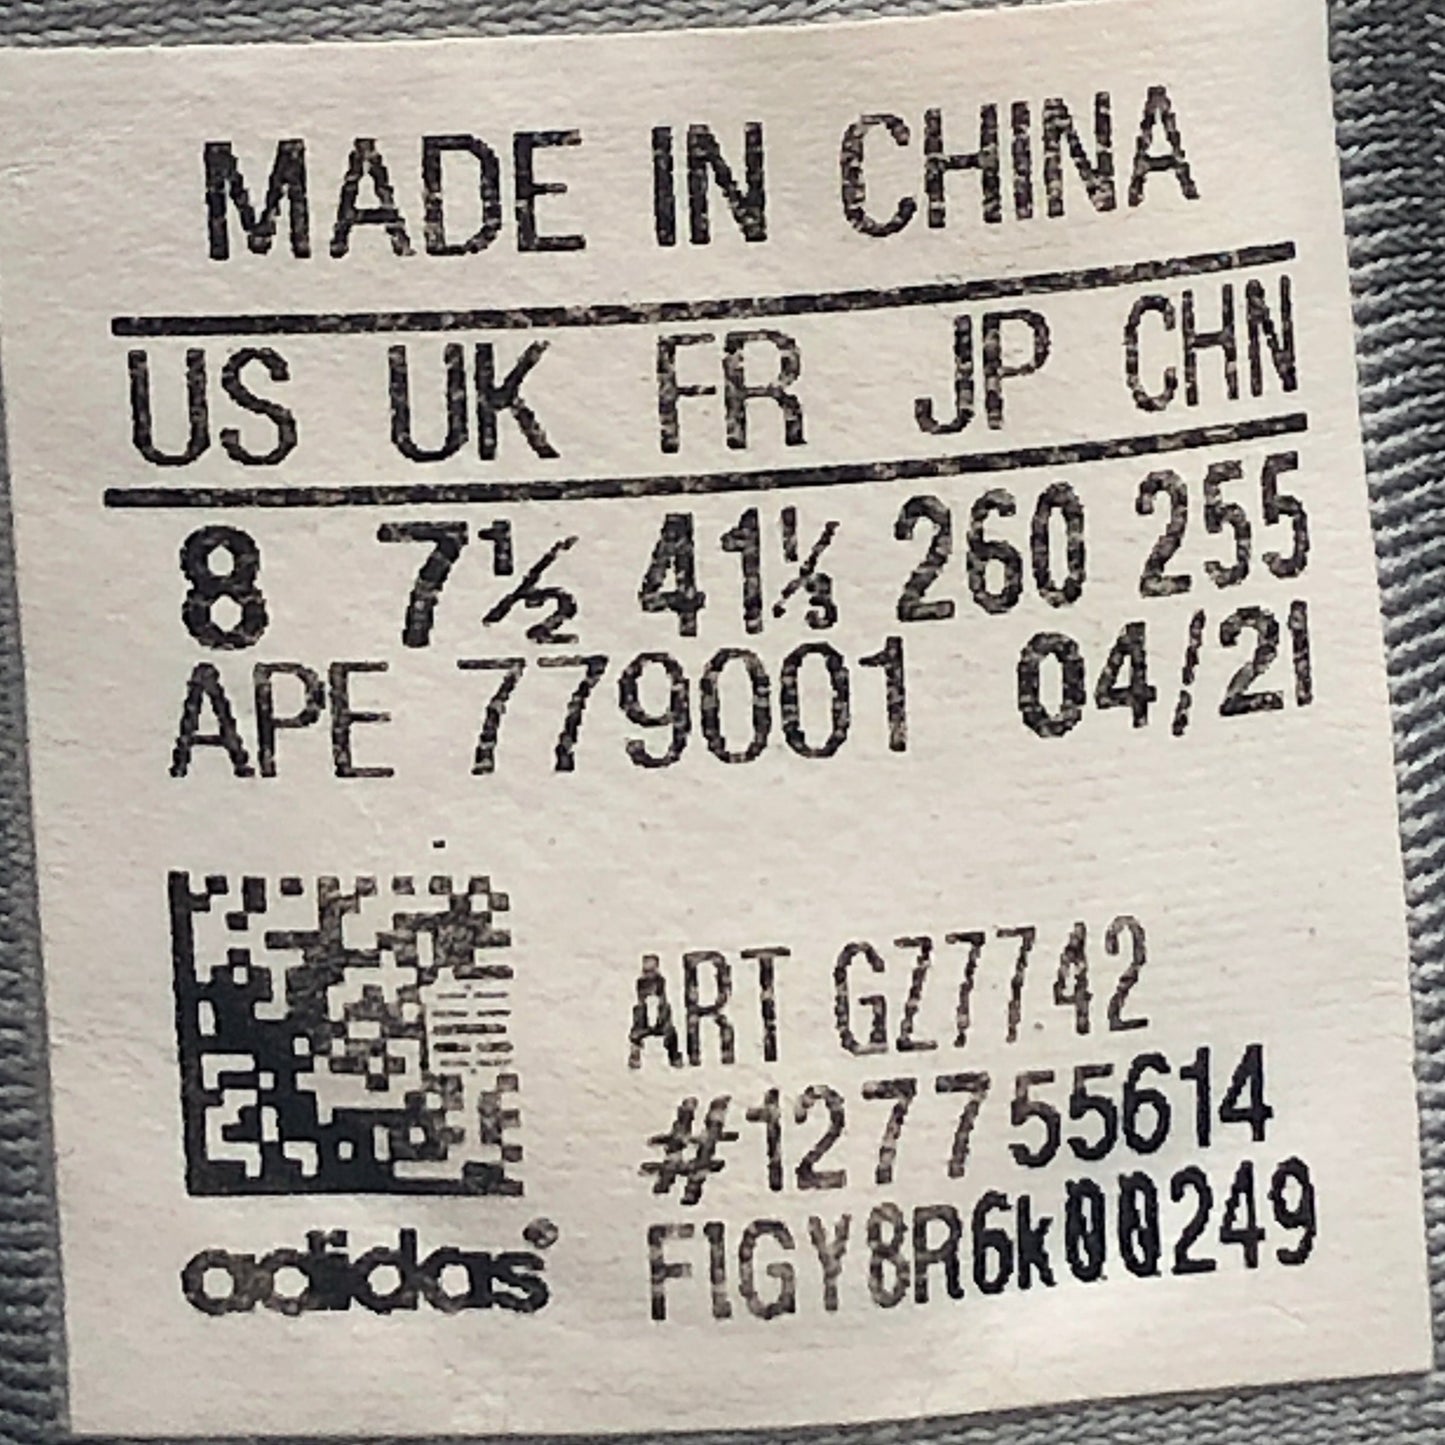 MADE IN CHINA
US UK FR JP CHN
8 7½ 41⅓ 260 255
APE 779001 04/21
ART GZ7742
#127755614
F1GY8R6k00249
adidas®